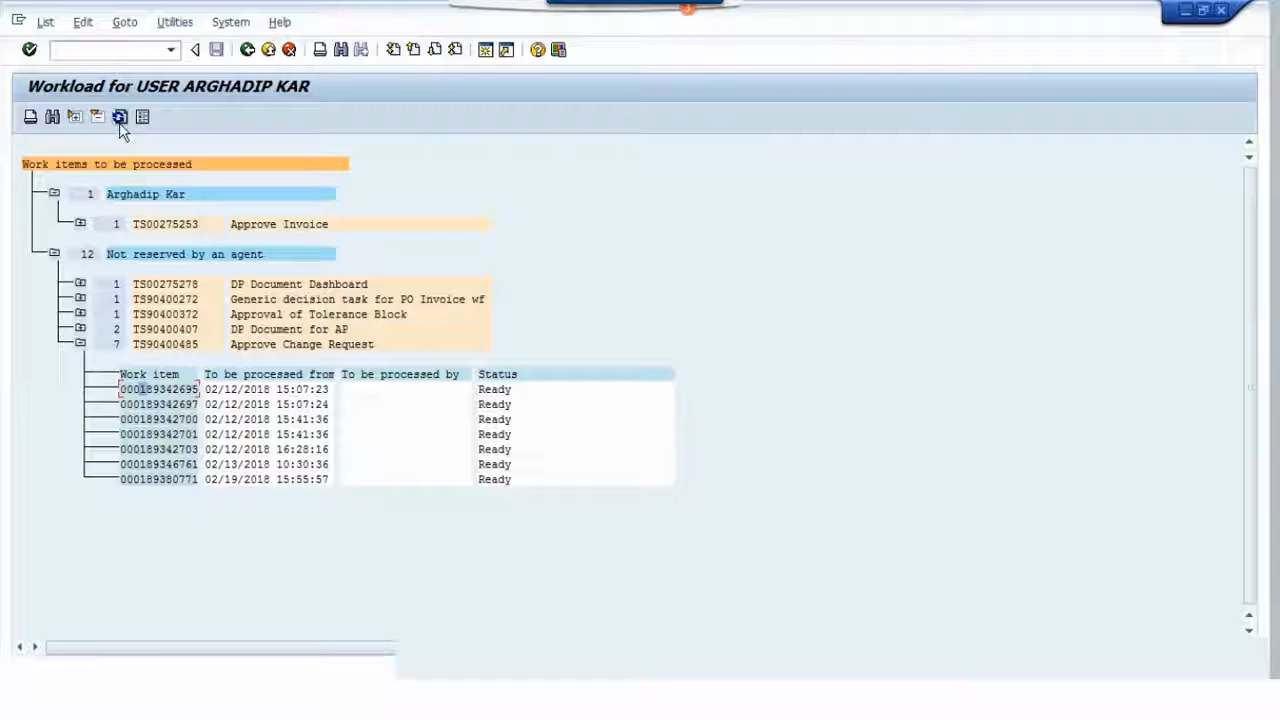 List Edit Goto Utilities System Help
Workload for USER ARGHADIP KAR
Work items to be processed
1 Arghadip Kar
1 TS00275253 Approve Invoice
12 Not reserved by an agent
1 TS00275278 DP Document Dashboard
1 TS90400272 Generic decision task for PO Invoice wf
1 TS90400372 Approval of Tolerance Block
2 TS90400407 DP Document for AP
7 TS90400485 Approve Change Request
Work item To be processed from To be processed by Status
000189342695 02/12/2018 15:07:23 Ready
000189342697 02/12/2018 15:07:24 Ready
000189342700 02/12/2018 15:41:36 Ready
000189342701 02/12/2018 15:41:36 Ready
000189342703 02/12/2018 16:28:16 Ready
000189346761 02/13/2018 10:30:36 Ready
000189380771 02/19/2018 15:55:57 Ready